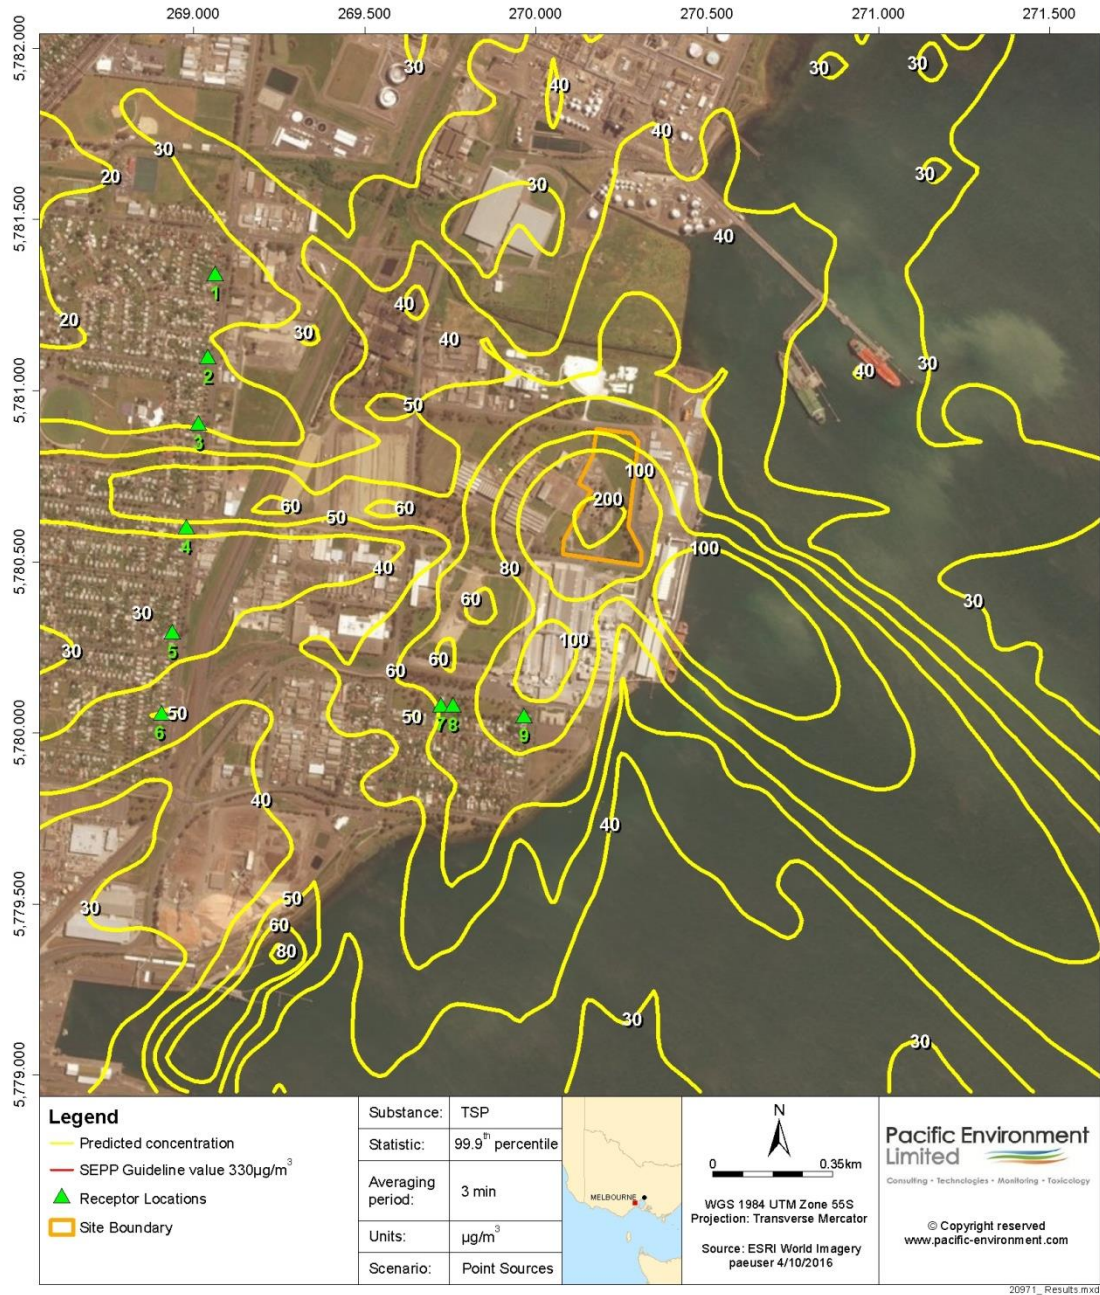 269.000 269.500 270.000 270.500 271.000 271.500
5,782.000
5,781.500
5,781.000
5,780.500
5,780.000
5,779.500
5,779.000
30
40
30
30
40
30
30
20
30
40
20
1
40
30
40
2
40
30
50
3
100
200
60
60
50
4
40
80
100
60
30
30
100
5
30
60
60
50
6
50
7 8
9
40
40
30
50
60
80
30
30
Legend
Predicted concentration
SEPP Guideline value 330µg/m³
Receptor Locations
Site Boundary
Substance: TSP
Statistic: 99.9th percentile
Averaging
period: 3 min
Units: µg/m³
Scenario: Point Sources
MELBOURNE
N
0 0.35km
WGS 1984 UTM Zone 55S
Projection: Transverse Mercator
Source: ESRI World Imagery
paeuser 4/10/2016
Pacific Environment
Limited
Consulting • Technologies • Monitoring • Toxicology
© Copyright reserved
www.pacific-environment.com
20971_Results.mxd